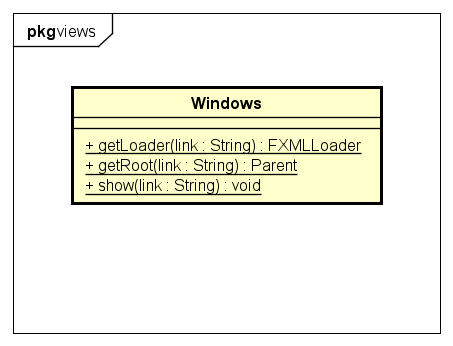 pkgviews
Windows
+ getLoader(link : String) : FXMLLoader
+ getRoot(link : String) : Parent
+ show(link : String) : void